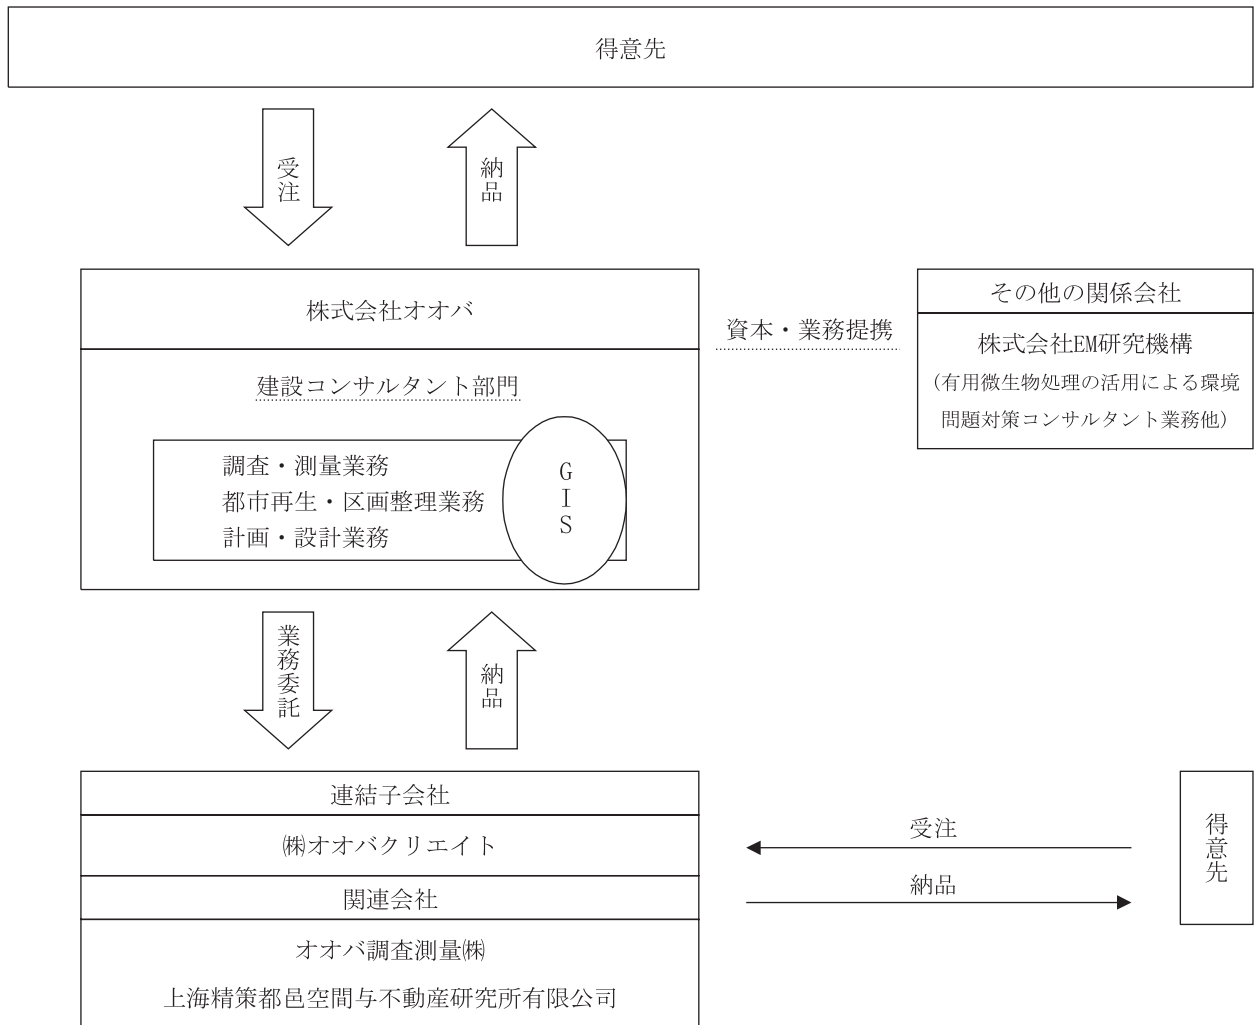 得意先
受注
納品
株式会社オオバ
建設コンサルタント部門
調査・測量業務
都市再生・区画整理業務
計画・設計業務
GIS
資本・業務提携
その他の関係会社
株式会社EM研究機構
(有用微生物処理の活用による環境
問題対策コンサルタント業務他)
業務委託
納品
連結子会社
㈱オオバクリエイト
関連会社
オオバ調査測量㈱
上海精策都邑空間与不動産研究所有限公司
受注
納品
得意先